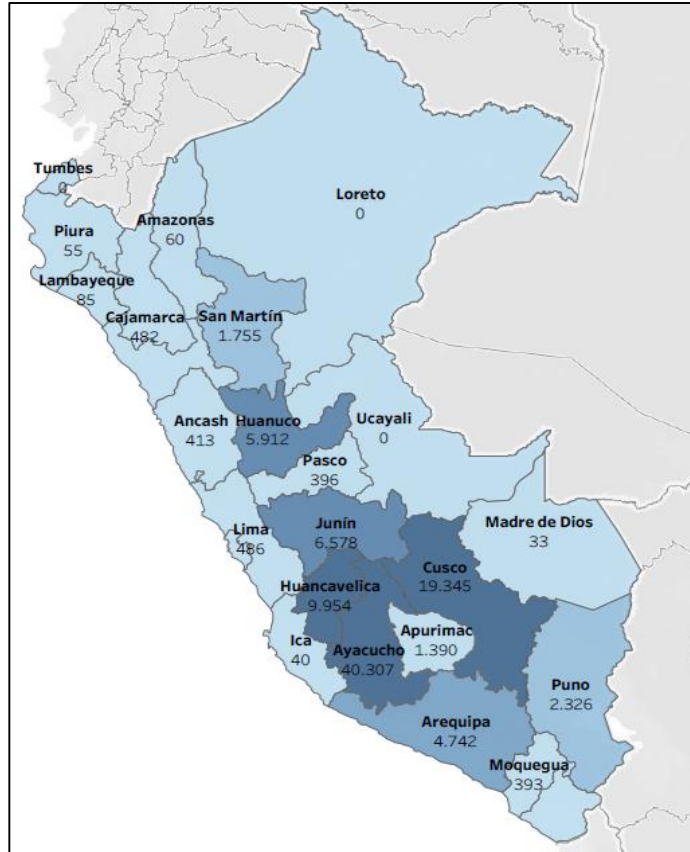 Tumbes
0
Loreto
0
Amazonas
60
Piura
55
Lambayeque
85
Cajamarca
482
San Martín
1.755
Ancash
413
Huanuco
5.912
Ucayali
0
Pasco
396
Lima
486
Junín
6.578
Madre de Dios
33
Cusco
19.345
Huancavelica
9.954
Ica
40
Ayacucho
40.307
Apurimac
1.390
Puno
2.326
Arequipa
4.742
Moquegua
393